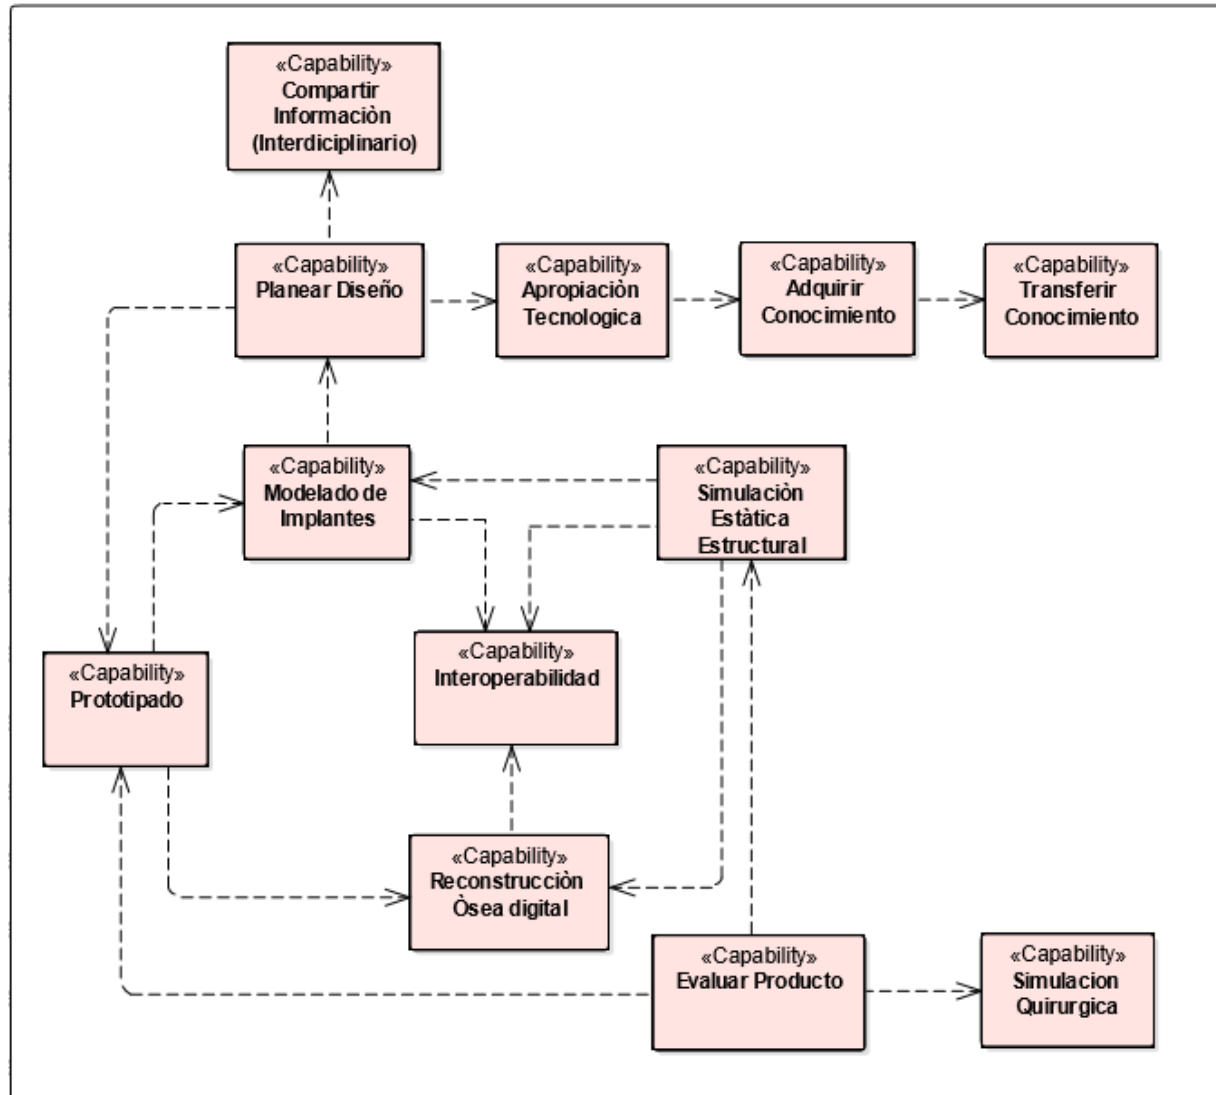 «Capability»
Compartir
Informaciòn
(Interdiciplinario)
«Capability»
Planear Diseño
«Capability»
Apropiaciòn
Tecnologica
«Capability»
Adquirir
Conocimiento
«Capability»
Transferir
Conocimiento
«Capability»
Modelado de
Implantes
«Capability»
Simulaciòn
Estàtica
Estructural
«Capability»
Interoperabilidad
«Capability»
Prototipado
«Capability»
Reconstrucciòn
Òsea digital
«Capability»
Evaluar Producto
«Capability»
Simulacion
Quirurgica